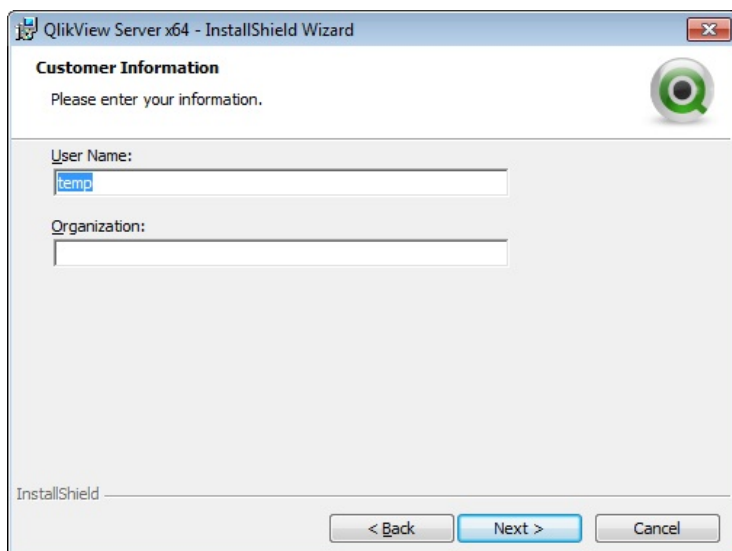 QlikView Server x64 - InstallShield Wizard
Customer Information
Please enter your information.
User Name:
temp
Organization:
InstallShield
< Back
Next >
Cancel